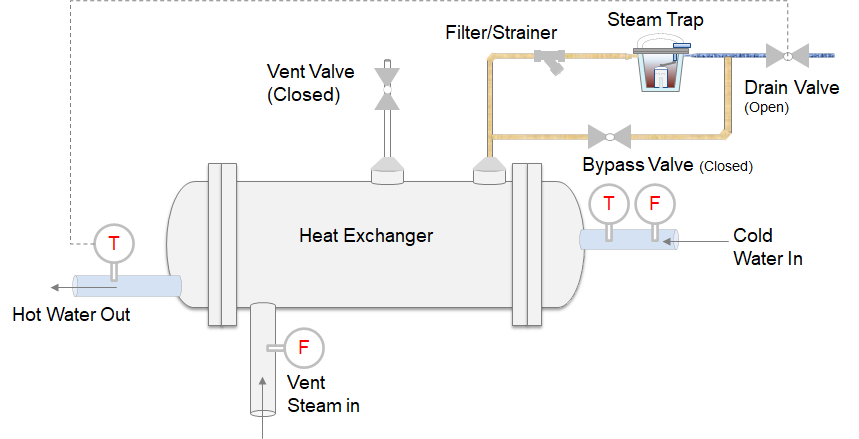 Steam Trap
Filter/Strainer
Vent Valve
(Closed)
Drain Valve
(Open)
Bypass Valve (Closed)
T
F
T
Heat Exchanger
Cold
Water In
Hot Water Out
F
Vent
Steam in